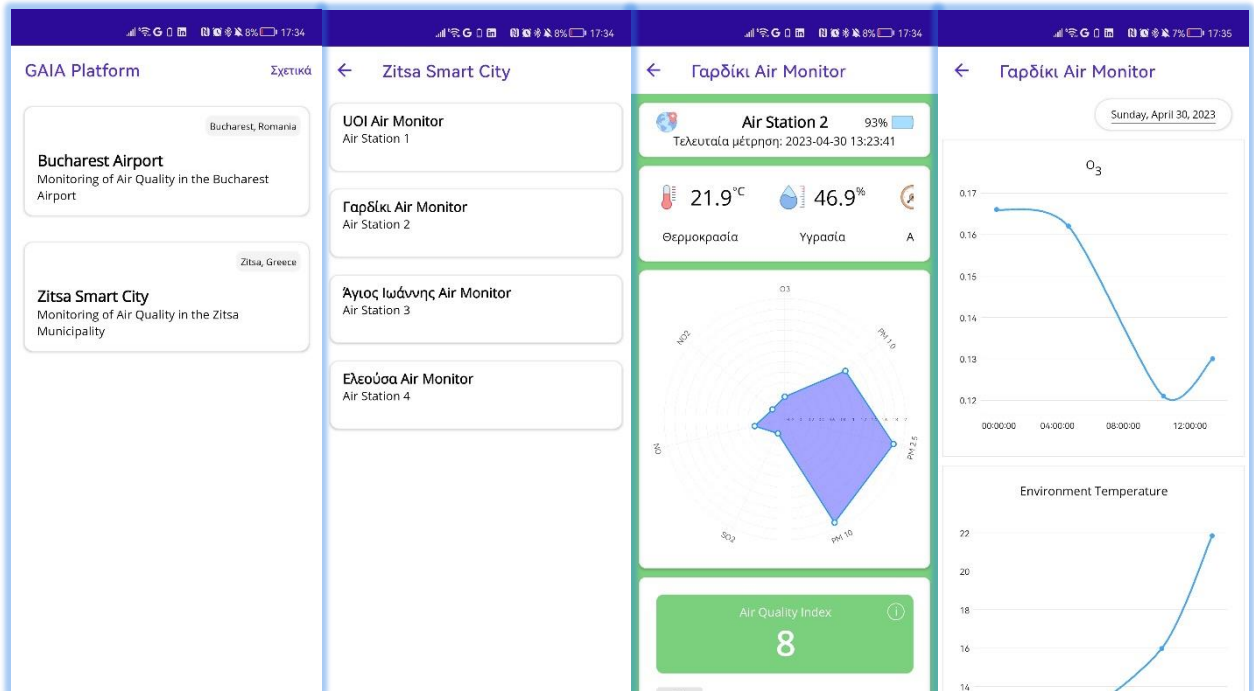 8% 17:34
GAIA Platform Σχετικά
Bucharest, Romania
Bucharest Airport
Monitoring of Air Quality in the Bucharest
Airport
Zitsa, Greece
Zitsa Smart City
Monitoring of Air Quality in the Zitsa
Municipality
8% 17:34
Zitsa Smart City
UOI Air Monitor
Air Station 1
Γαρδίκι Air Monitor
Air Station 2
Άγιος Ιωάννης Air Monitor
Air Station 3
Ελεούσα Air Monitor
Air Station 4
8% 17:34
Γαρδίκι Air Monitor
Air Station 2 93%
Τελευταία μέτρηση: 2023-04-30 13:23:41
21.9°C 46.9%
Θερμοκρασία Υγρασία Α
O3
NO2 PM 1.0
NO PM 2.5
SO2 PM 10
Air Quality Index
8
7% 17:35
Γαρδίκι Air Monitor
Sunday, April 30, 2023
O3
0.17
0.16
0.15
0.14
0.13
0.12
00:00:00 04:00:00 08:00:00 12:00:00
Environment Temperature
22
20
18
16
14